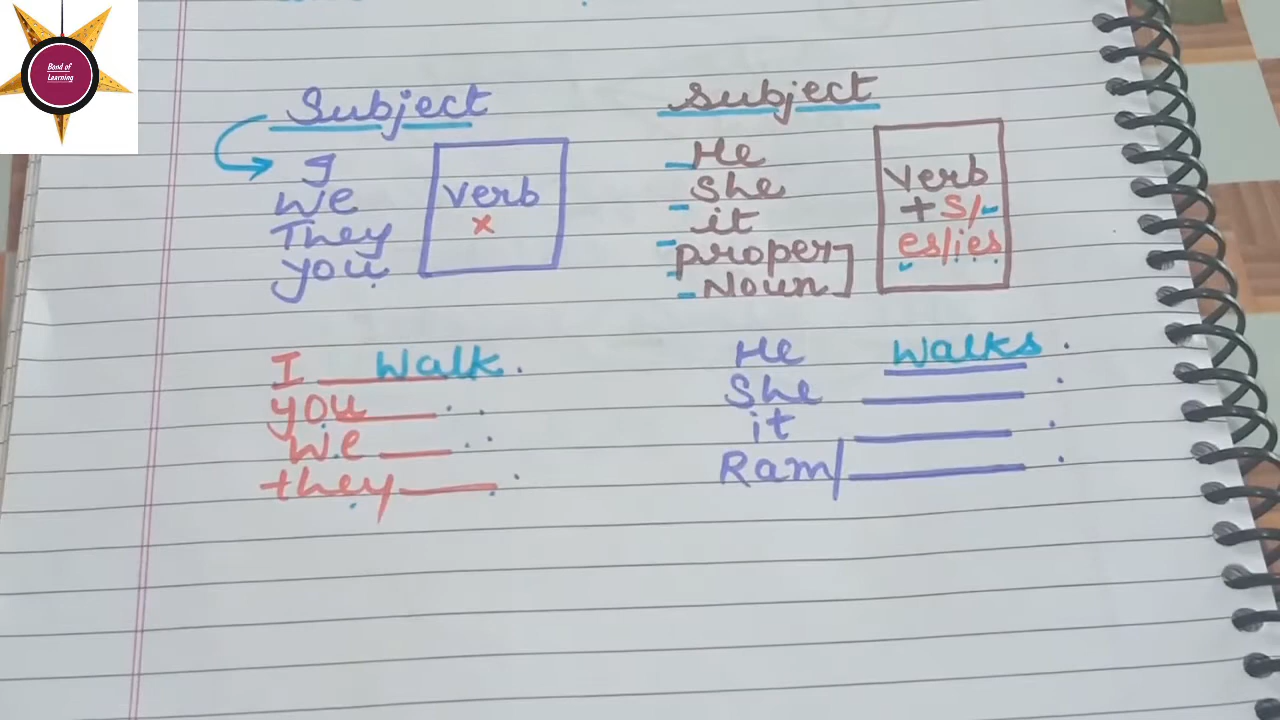 Bond of
Learning
Subject
I
We
They
you
verb
x
Subject
He
She
it
proper
Noun
verb
+ s/
es/ies
I walk.
you
we
they
He walks.
She
it
Ram/